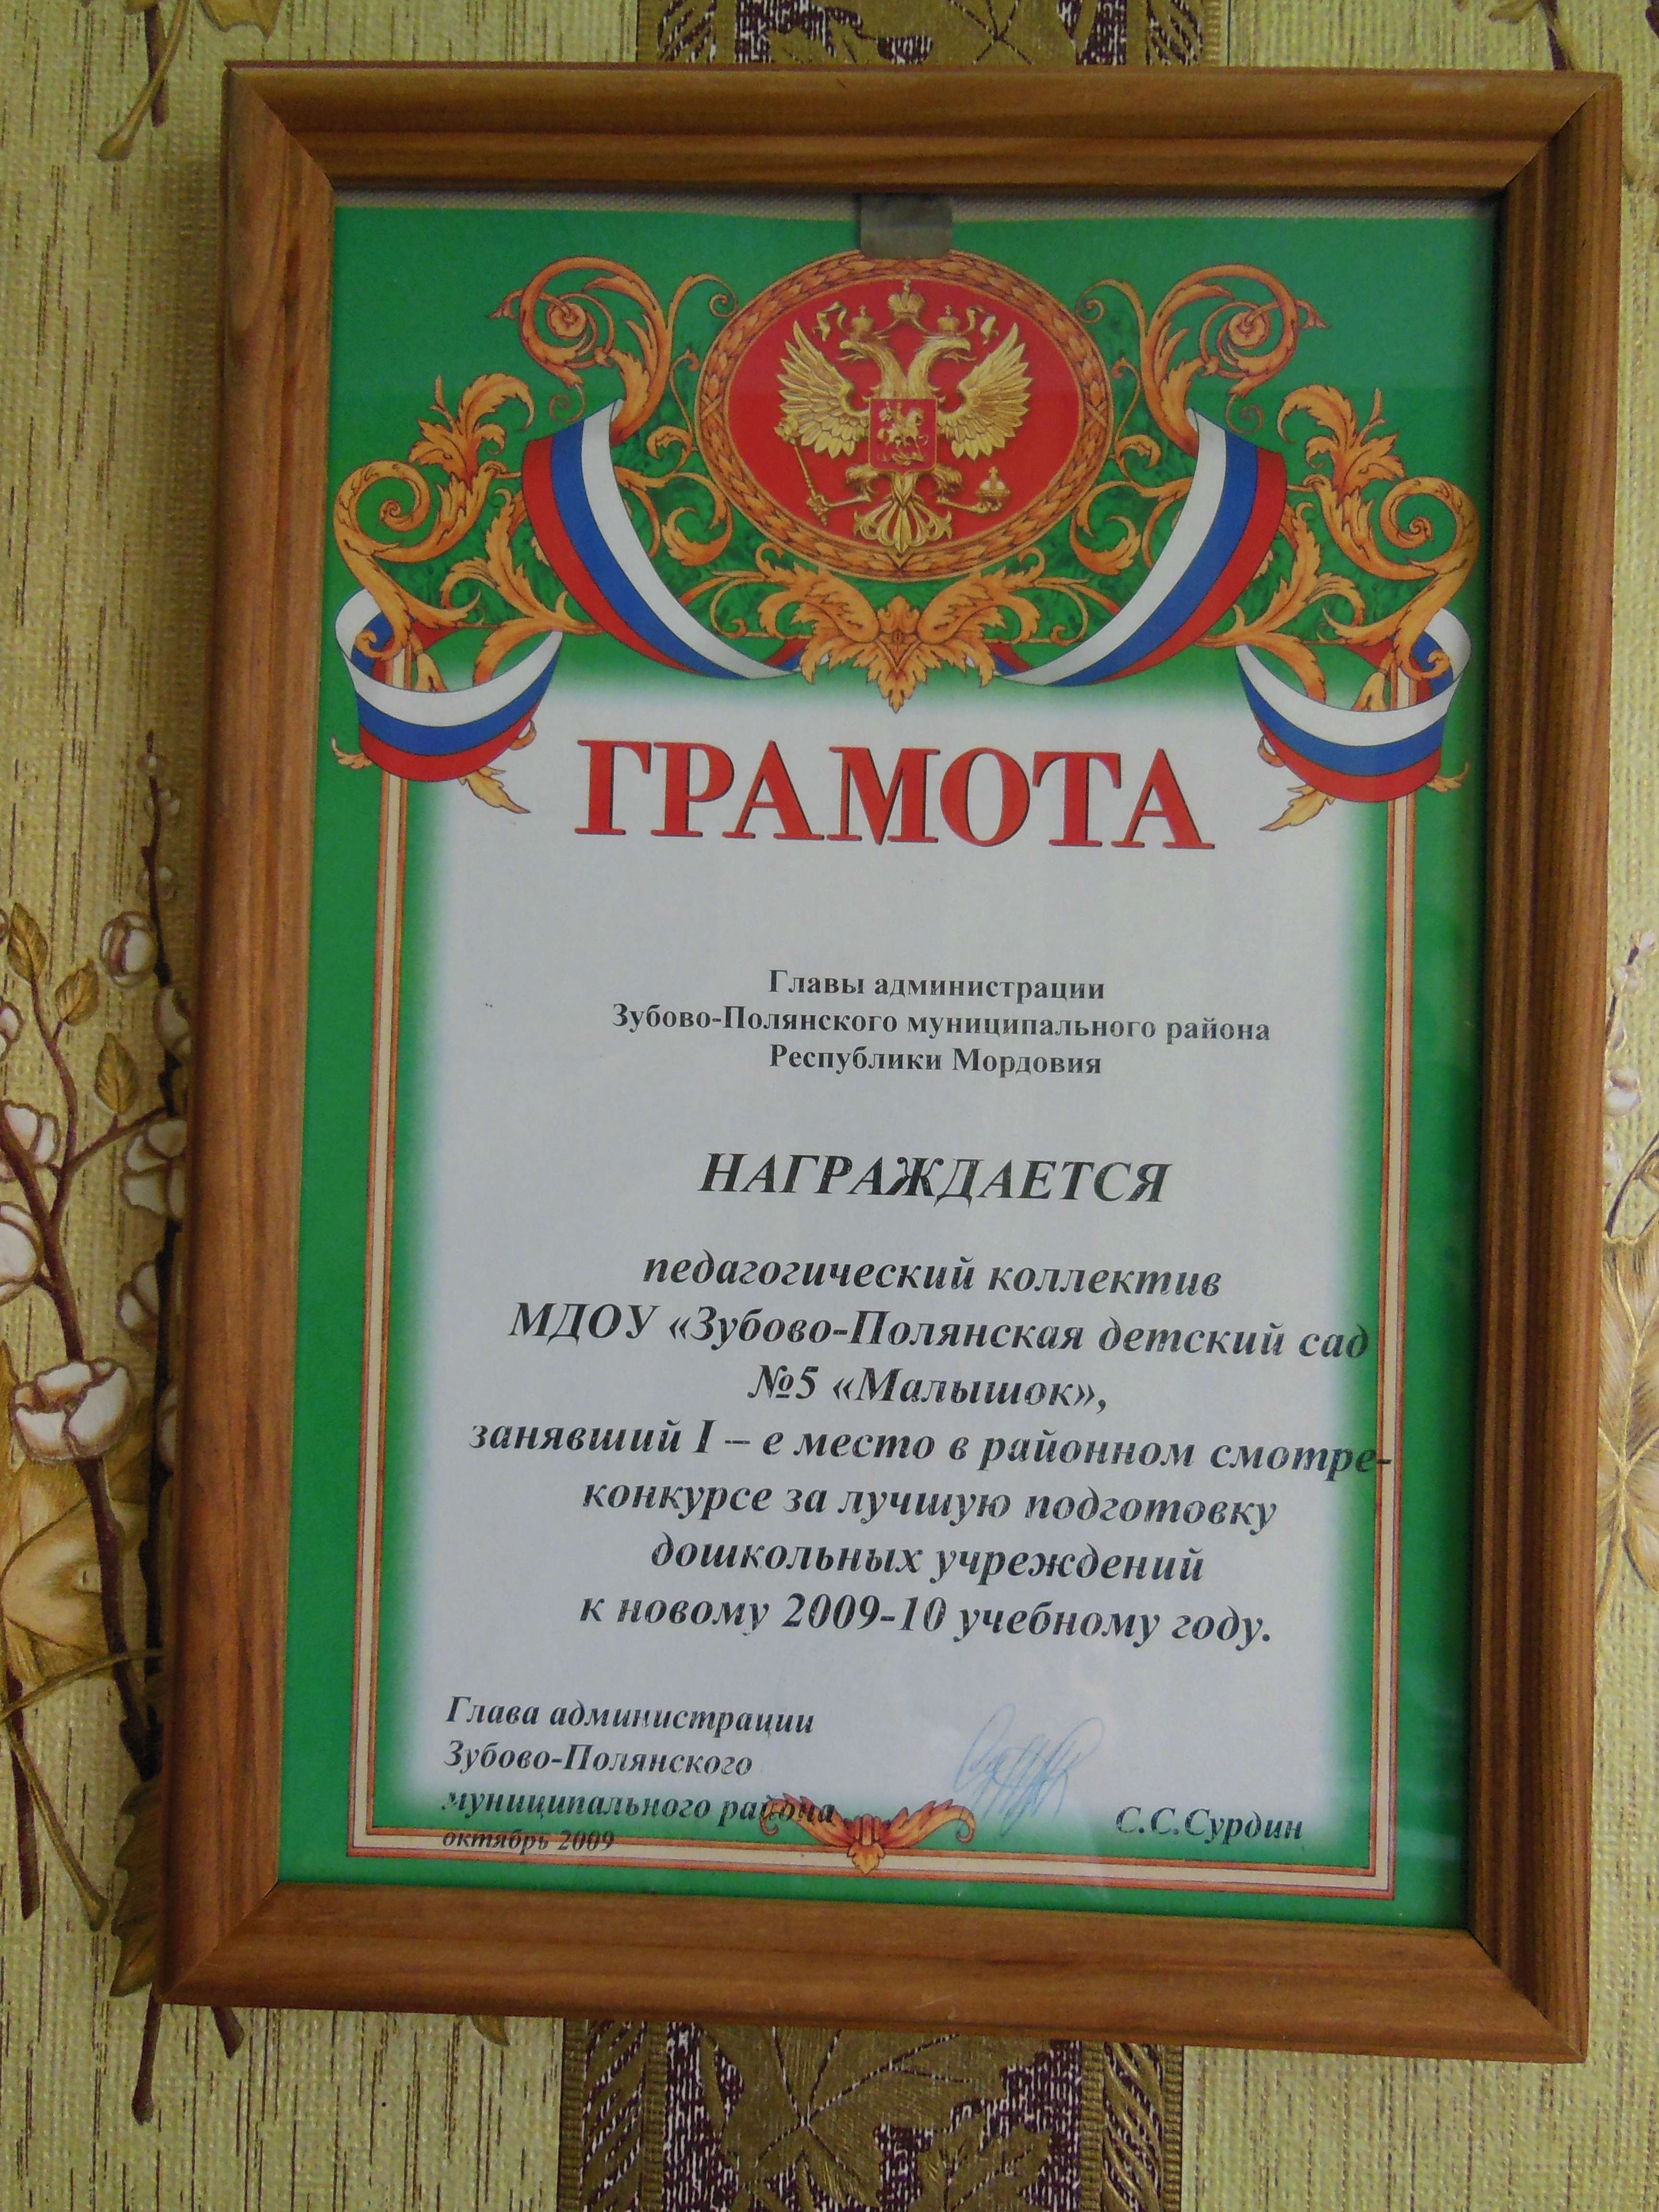 ГРАМОТА
Главы администрации
Зубово-Полянского муниципального района
Республики Мордовия
НАГРАЖДАЕТСЯ
педагогический коллектив
МДОУ «Зубово-Полянская детский сад
№5 «Малышок»,
занявший I – е место в районном смотре-
конкурсе за лучшую подготовку
дошкольных учреждений
к новому 2009-10 учебному году.
Глава администрации
Зубово-Полянского
муниципального района
октябрь 2009
С.С.Сурдин